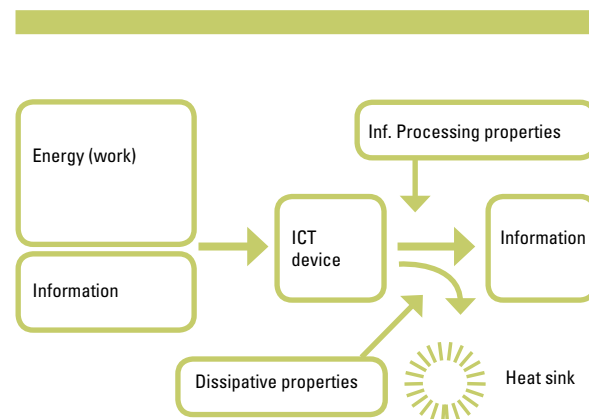 Inf. Processing properties
Energy (work)
ICT
device
Information
Information
Dissipative properties
Heat sink